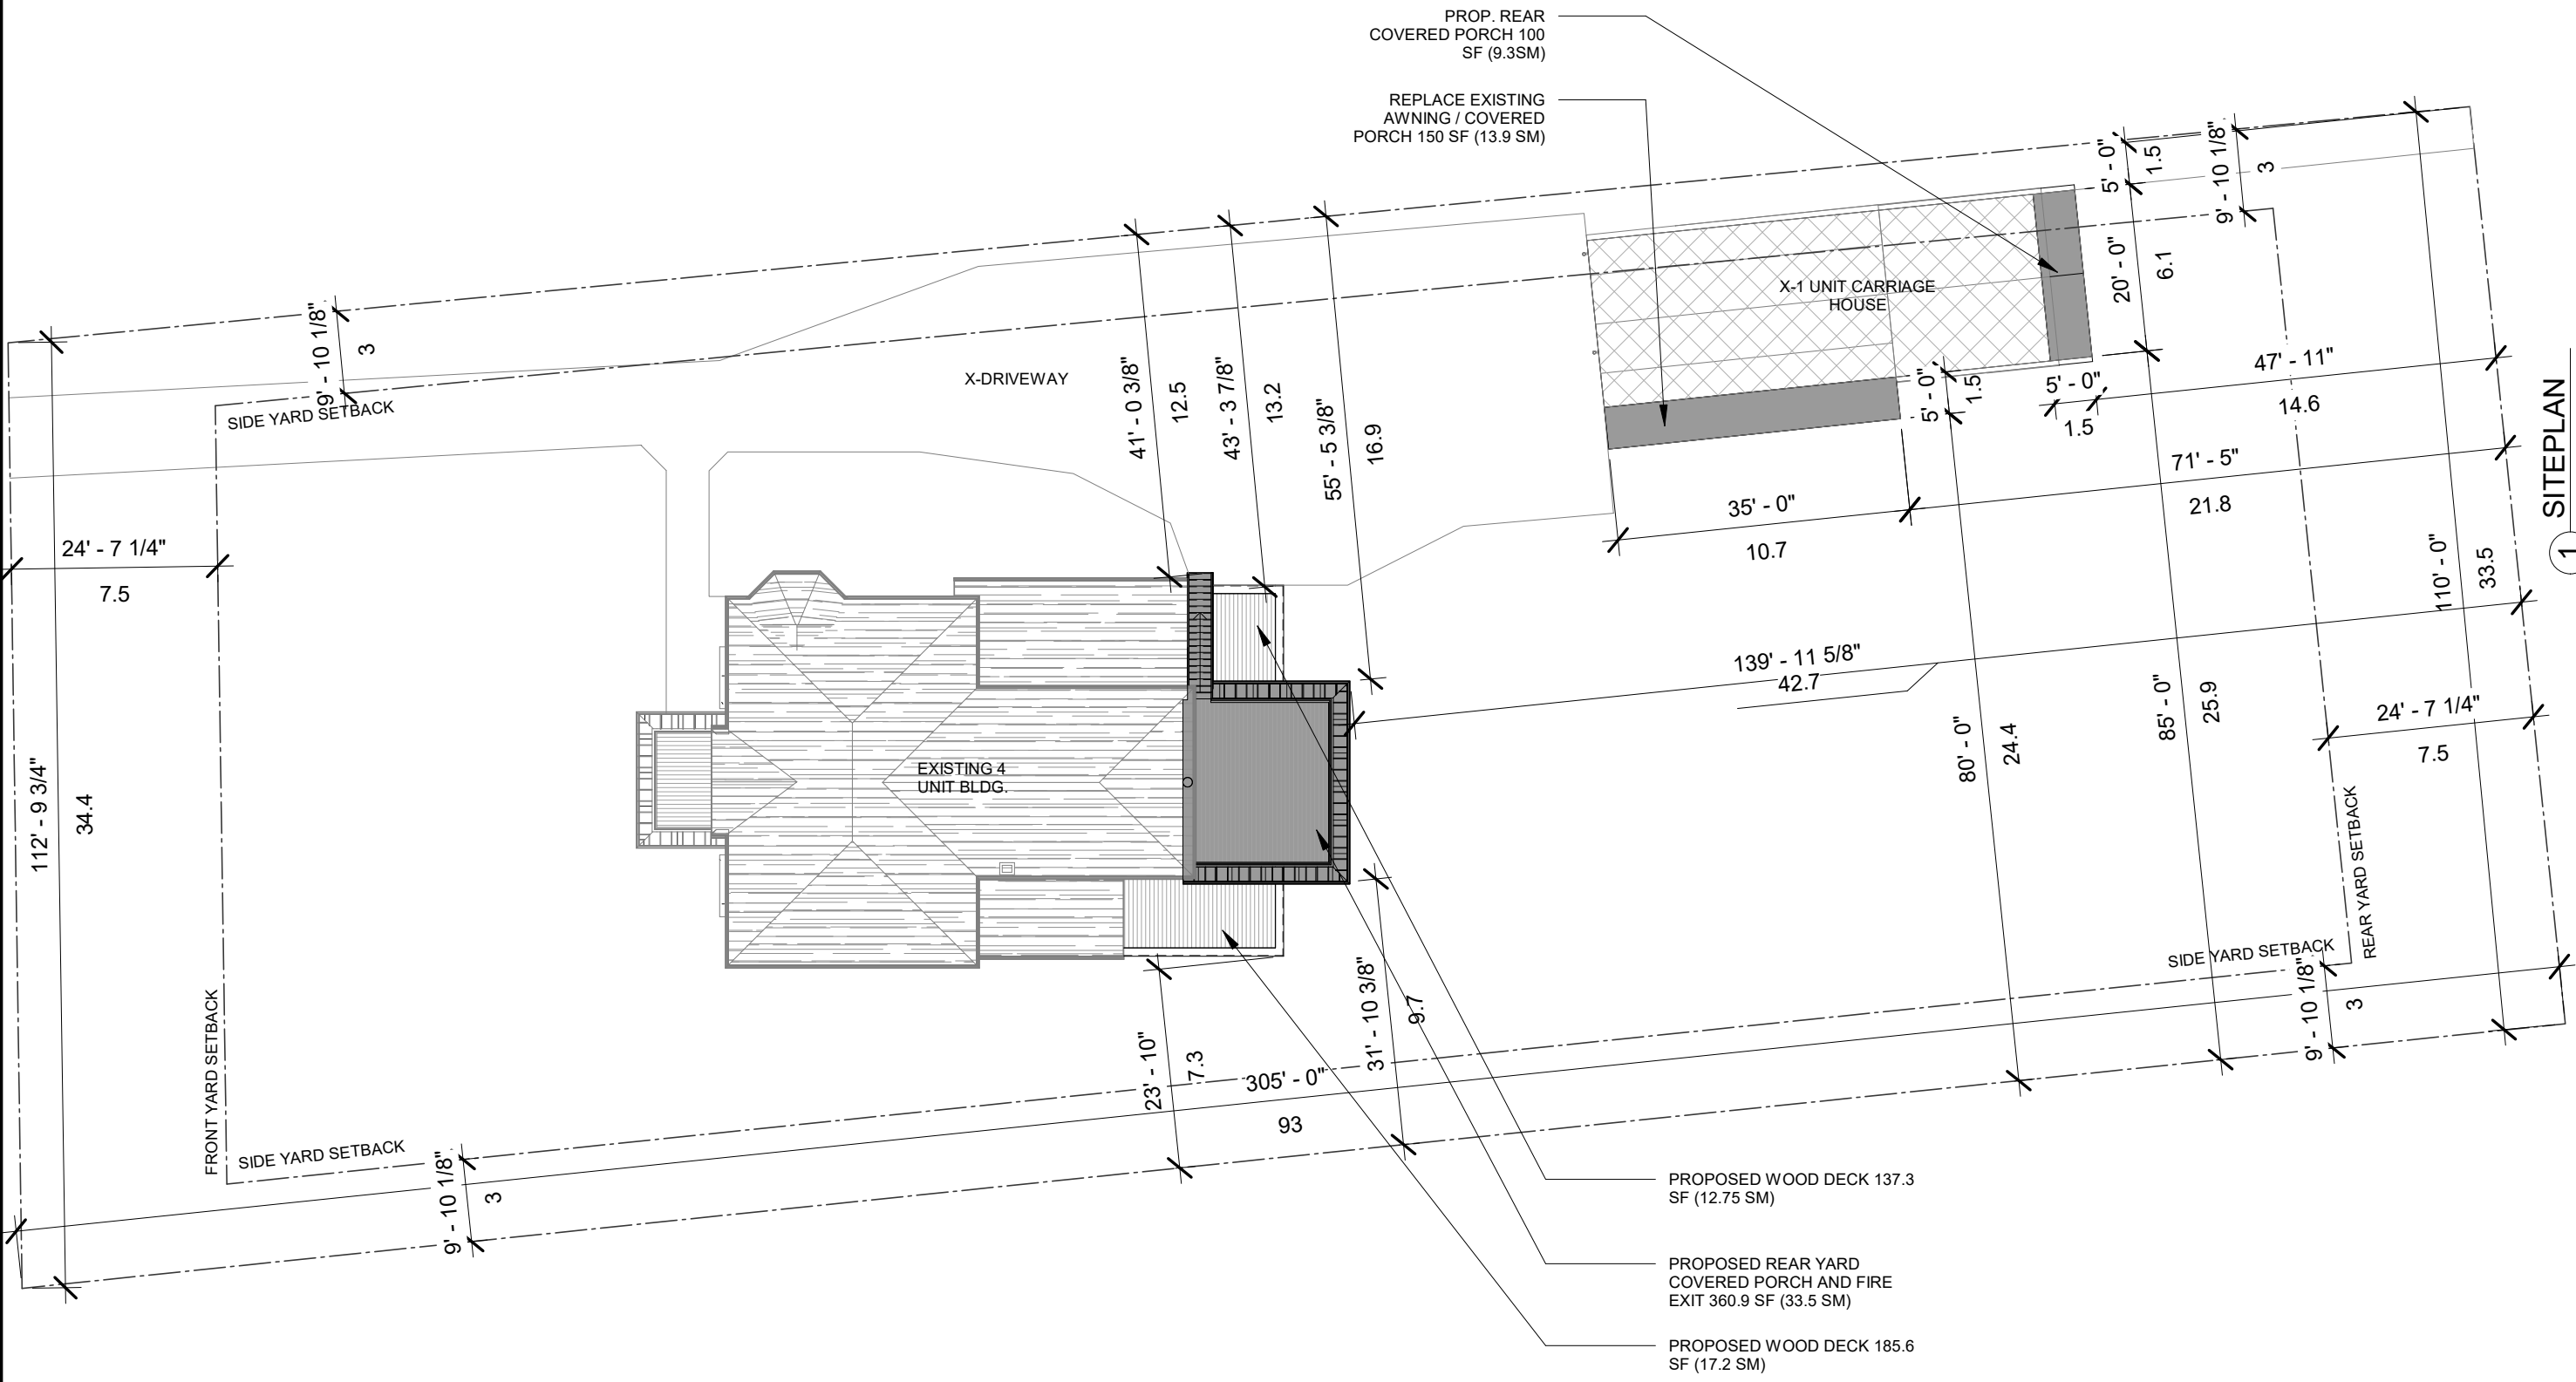 PROP. REAR
COVERED PORCH 100
SF (9.3SM)
REPLACE EXISTING
AWNING / COVERED
PORCH 150 SF (13.9 SM)
5' - 0"
1.5
9' - 10 1/8"
3
20' - 0"
6.1
X-1 UNIT CARRIAGE
HOUSE
9' - 10 1/8"
3
SIDE YARD SETBACK
X-DRIVEWAY
41' - 0 3/8"
12.5
43' - 3 7/8"
13.2
55' - 5 3/8"
16.9
5' - 0"
1.5
5' - 0"
1.5
47' - 11"
14.6
71' - 5"
21.8
35' - 0"
10.7
110' - 0"
33.5
SITEPLAN
1
24' - 7 1/4"
7.5
139' - 11 5/8"
42.7
80' - 0"
24.4
85' - 0"
25.9
24' - 7 1/4"
7.5
112' - 9 3/4"
34.4
EXISTING 4
UNIT BLDG.
REAR YARD SETBACK
SIDE YARD SETBACK
9' - 10 1/8"
3
FRONT YARD SETBACK
SIDE YARD SETBACK
9' - 10 1/8"
3
23' - 10"
7.3
31' - 10 3/8"
9.7
305' - 0"
93
PROPOSED WOOD DECK 137.3
SF (12.75 SM)
PROPOSED REAR YARD
COVERED PORCH AND FIRE
EXIT 360.9 SF (33.5 SM)
PROPOSED WOOD DECK 185.6
SF (17.2 SM)